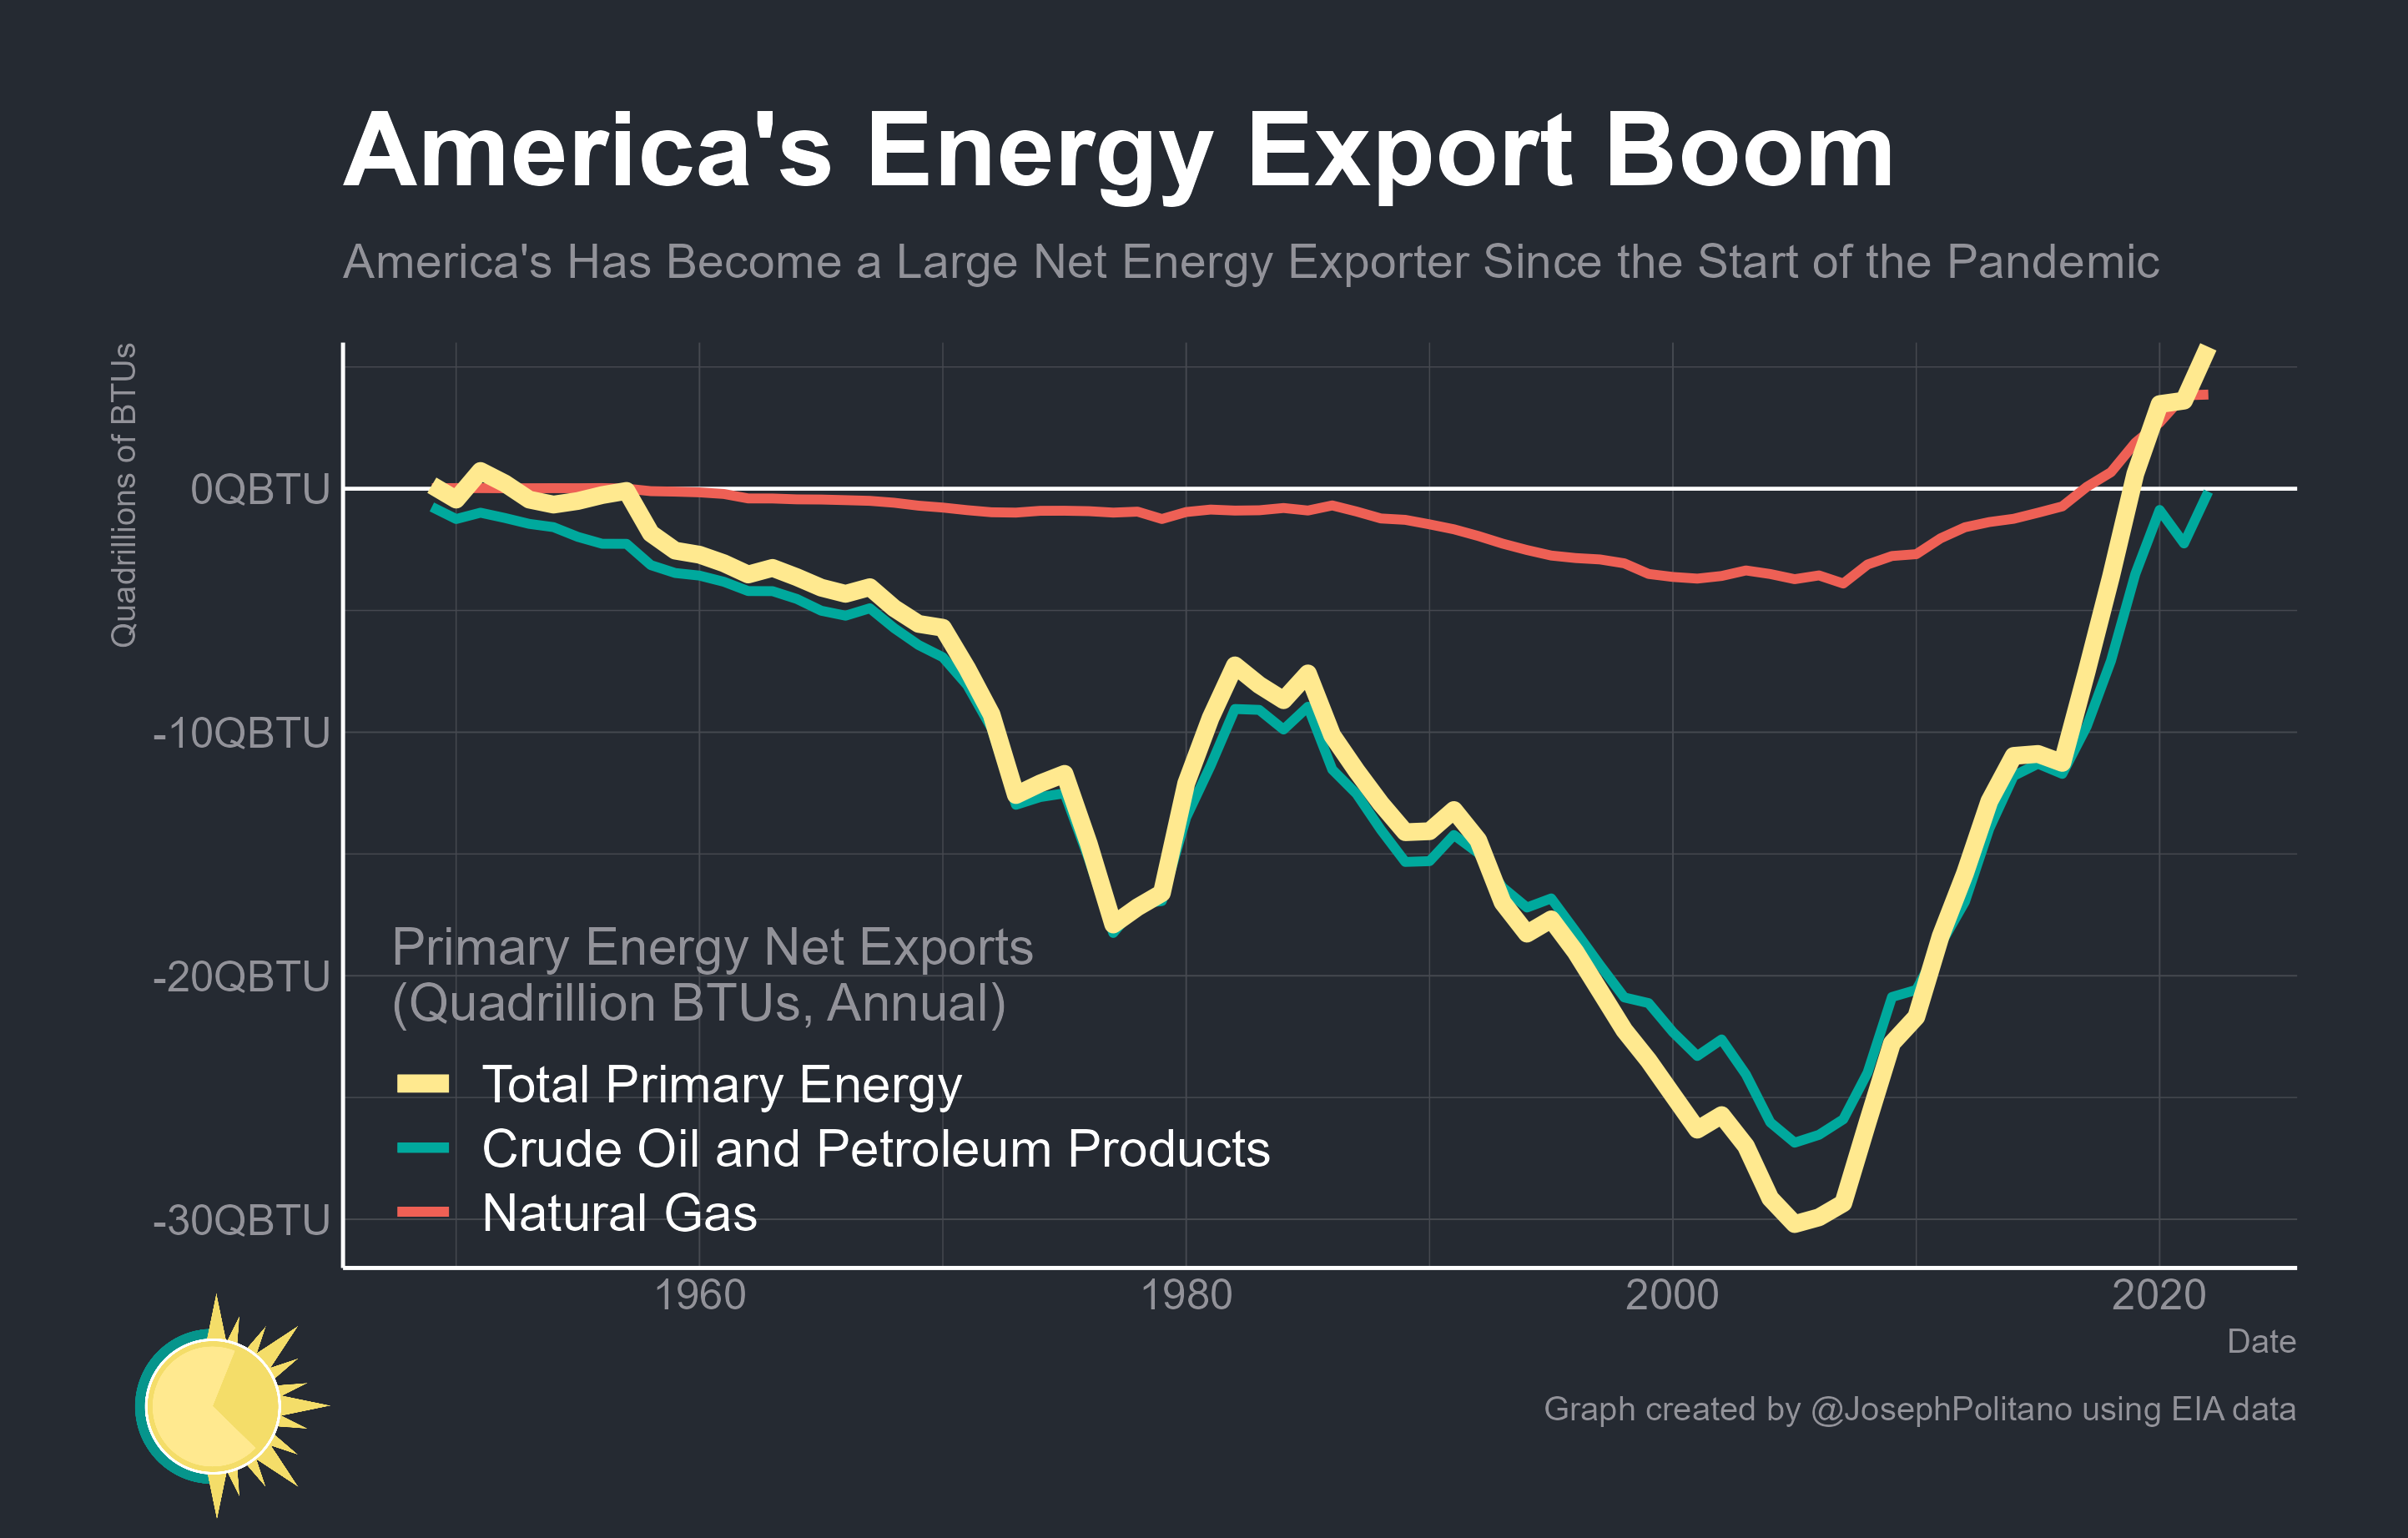 America's Energy Export Boom
America's Has Become a Large Net Energy Exporter Since the Start of the Pandemic
Quadrillions of BTUs
0QBTU
-10QBTU
-20QBTU
-30QBTU
Primary Energy Net Exports
(Quadrillion BTUs, Annual)
Total Primary Energy
Crude Oil and Petroleum Products
Natural Gas
1960 1980 2000 2020
Date
Graph created by @JosephPolitano using EIA data